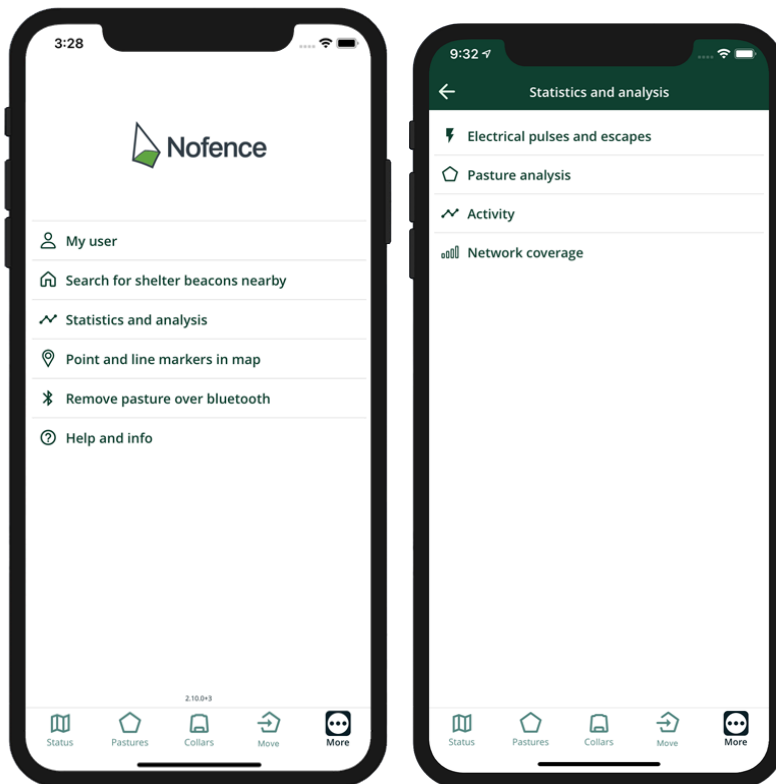 3:28
Nofence
My user
Search for shelter beacons nearby
Statistics and analysis
Point and line markers in map
Remove pasture over bluetooth
Help and info
2.10.0+3
Status
Pastures
Collars
Move
More
9:32
Statistics and analysis
Electrical pulses and escapes
Pasture analysis
Activity
Network coverage
Status
Pastures
Collars
Move
More